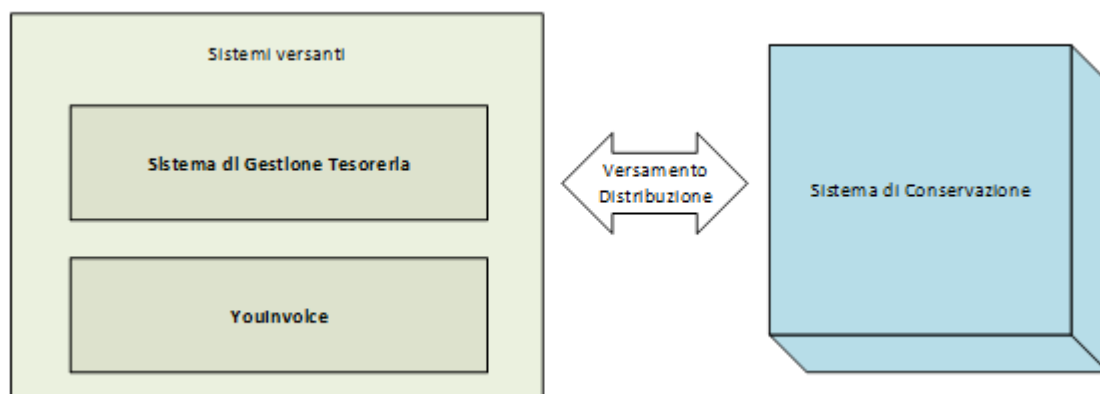 Sistemi versanti
Sistema di Gestione Tesoreria
YouInvoice
Versamento
Distribuzione
Sistema di Conservazione